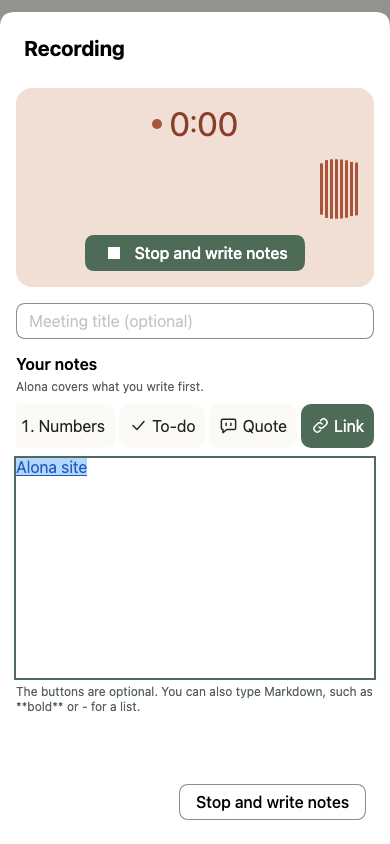 Recording
0:00
Stop and write notes
Meeting title (optional)
Your notes
Alona covers what you write first.
1. Numbers
To-do
Quote
Link
Alona site
The buttons are optional. You can also type Markdown, such as
**bold** or - for a list.
Stop and write notes